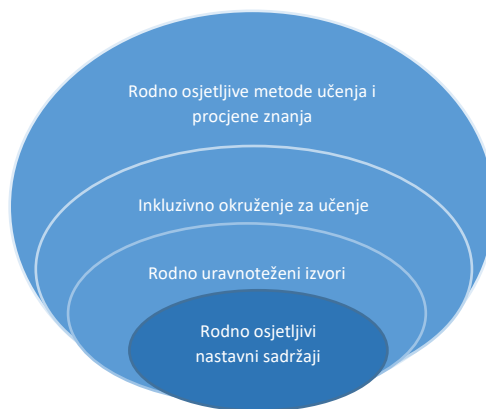 Rodno osjetljive metode učenja i
procjene znanja
Inkluzivno okruženje za učenje
Rodno uravnoteženi izvori
Rodno osjetljivi
nastavni sadržaji